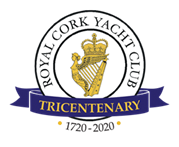 ROYAL CORK YACHT CLUB
TRICENTENARY
· 1720-2020 ·